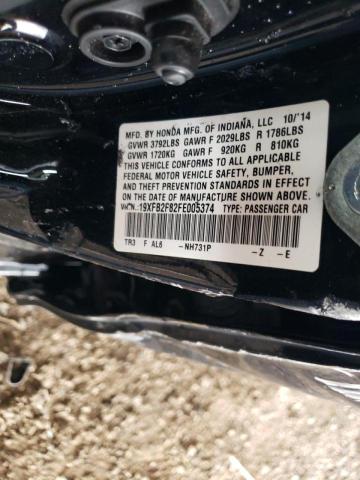 MFD. BY HONDA MFG. OF INDIANA, LLC 10/'14
GVWR 3792LBS GAWR F 2029LBS R 1786LBS
GVWR 1720KG GAWR F 920KG R 810KG
THIS VEHICLE CONFORMS TO ALL APPLICABLE
FEDERAL MOTOR VEHICLE SAFETY, BUMPER,
AND THEFT PREVENTION STANDARDS IN EFFECT
ON THE DATE OF MANUFACTURE SHOWN ABOVE.
19XFB2F82FE005374 TYPE: PASSENGER CAR
TR3 F AL6 -NH731P -Z -E